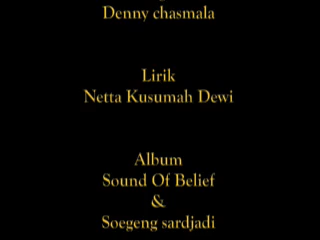 Denny chasmala
Lirik
Netta Kusumah Dewi
Album
Sound Of Belief
&
Soegeng sardjadi